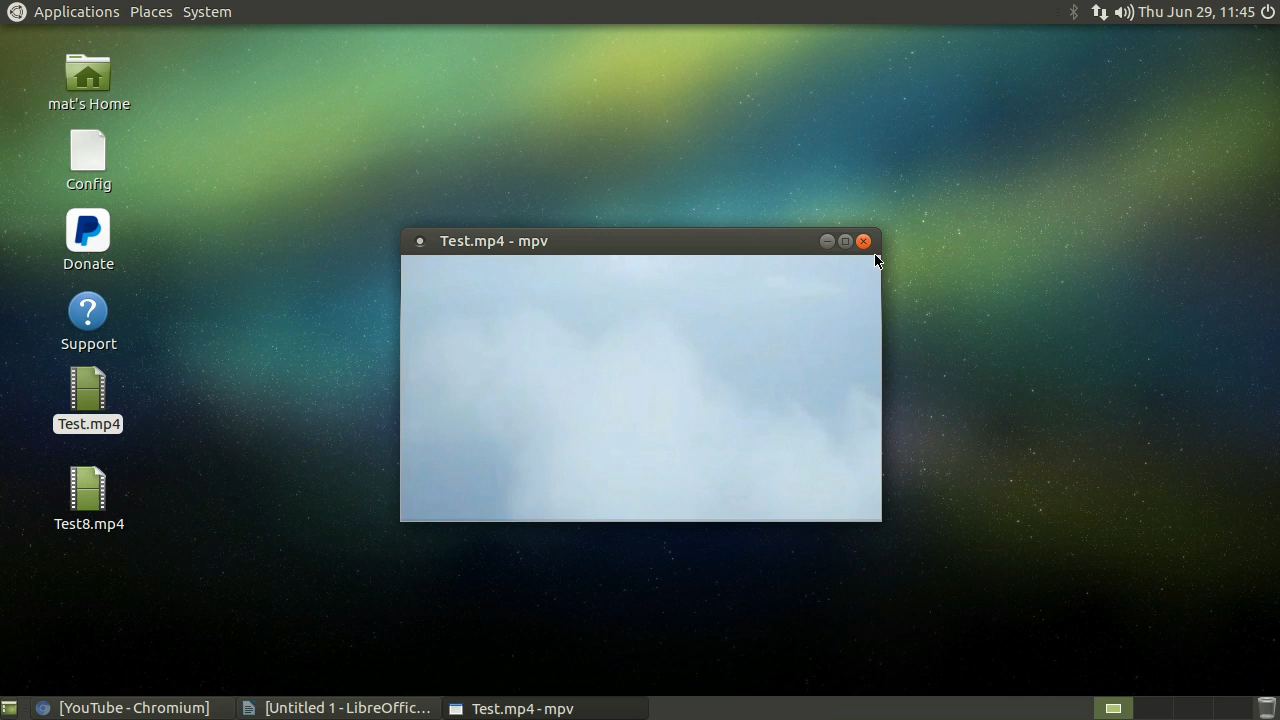 Applications Places System
Thu Jun 29, 11:45
mat's Home
Config
Donate
?
Support
Test.mp4
Test8.mp4
Test.mp4 - mpv
[YouTube - Chromium]
[Untitled 1 - LibreOffic...
Test.mp4 - mpv